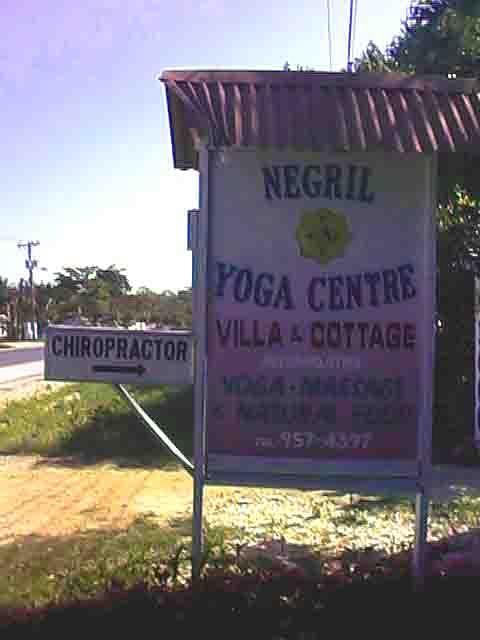 NEGRIL
YOGA CENTRE
VILLA & COTTAGE
YOGA • MASSAGE
& NATURAL FOOD
TEL. 957-4397
CHIROPRACTOR